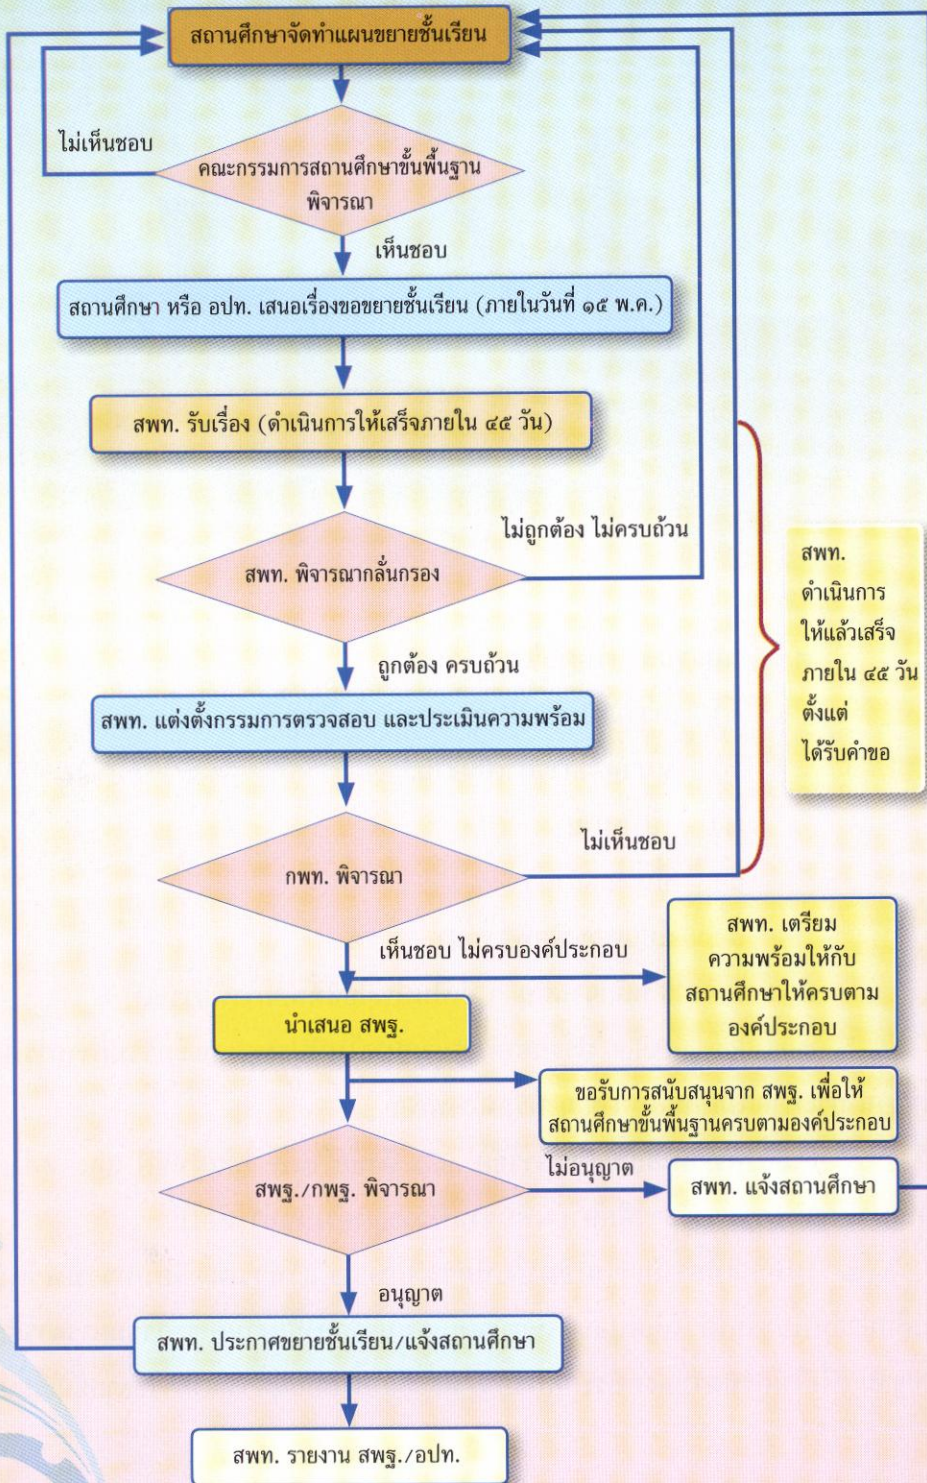 สถานศึกษาจัดทำแผนขยายชั้นเรียน
ไม่เห็นชอบ
คณะกรรมการสถานศึกษาขั้นพื้นฐาน
พิจารณา
เห็นชอบ
สถานศึกษา หรือ อปท. เสนอเรื่องขอขยายชั้นเรียน (ภายในวันที่ ๑๕ พ.ค.)
สพท. รับเรื่อง (ดำเนินการให้เสร็จภายใน ๔๕ วัน)
ไม่ถูกต้อง ไม่ครบถ้วน
สพท. พิจารณากลั่นกรอง
สพท.
ดำเนินการ
ให้แล้วเสร็จ
ภายใน ๔๕ วัน
ตั้งแต่
ได้รับคำขอ
ถูกต้อง ครบถ้วน
สพท. แต่งตั้งกรรมการตรวจสอบ และประเมินความพร้อม
ไม่เห็นชอบ
กพท. พิจารณา
เห็นชอบ ไม่ครบองค์ประกอบ
สพท. เตรียม
ความพร้อมให้กับ
สถานศึกษาให้ครบตาม
องค์ประกอบ
นำเสนอ สพฐ.
ขอรับการสนับสนุนจาก สพฐ. เพื่อให้
สถานศึกษาขั้นพื้นฐานครบตามองค์ประกอบ
ไม่อนุญาต
สพฐ./กพฐ. พิจารณา
สพท. แจ้งสถานศึกษา
อนุญาต
สพท. ประกาศขยายชั้นเรียน/แจ้งสถานศึกษา
สพท. รายงาน สพฐ./อปท.